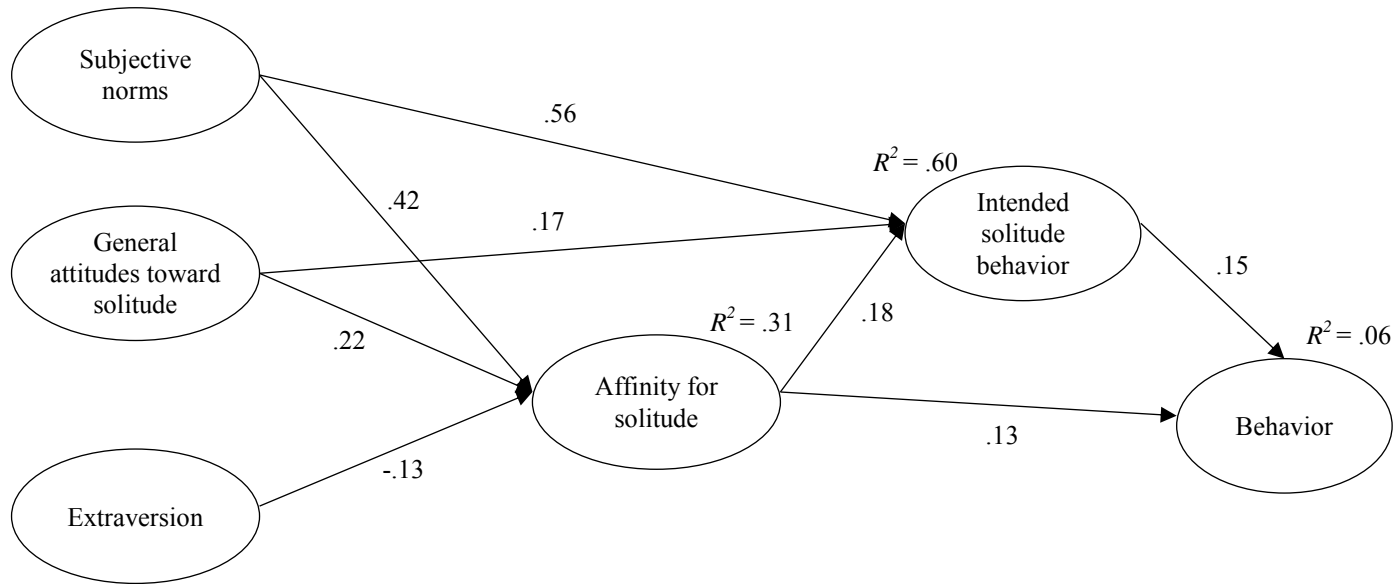 Subjective
norms
.56
R² = .60
Intended
solitude
behavior
.42
.17
General
attitudes toward
solitude
.15
.22
R² = .31
.18
R² = .06
Affinity for
solitude
.13
Behavior
-.13
Extraversion